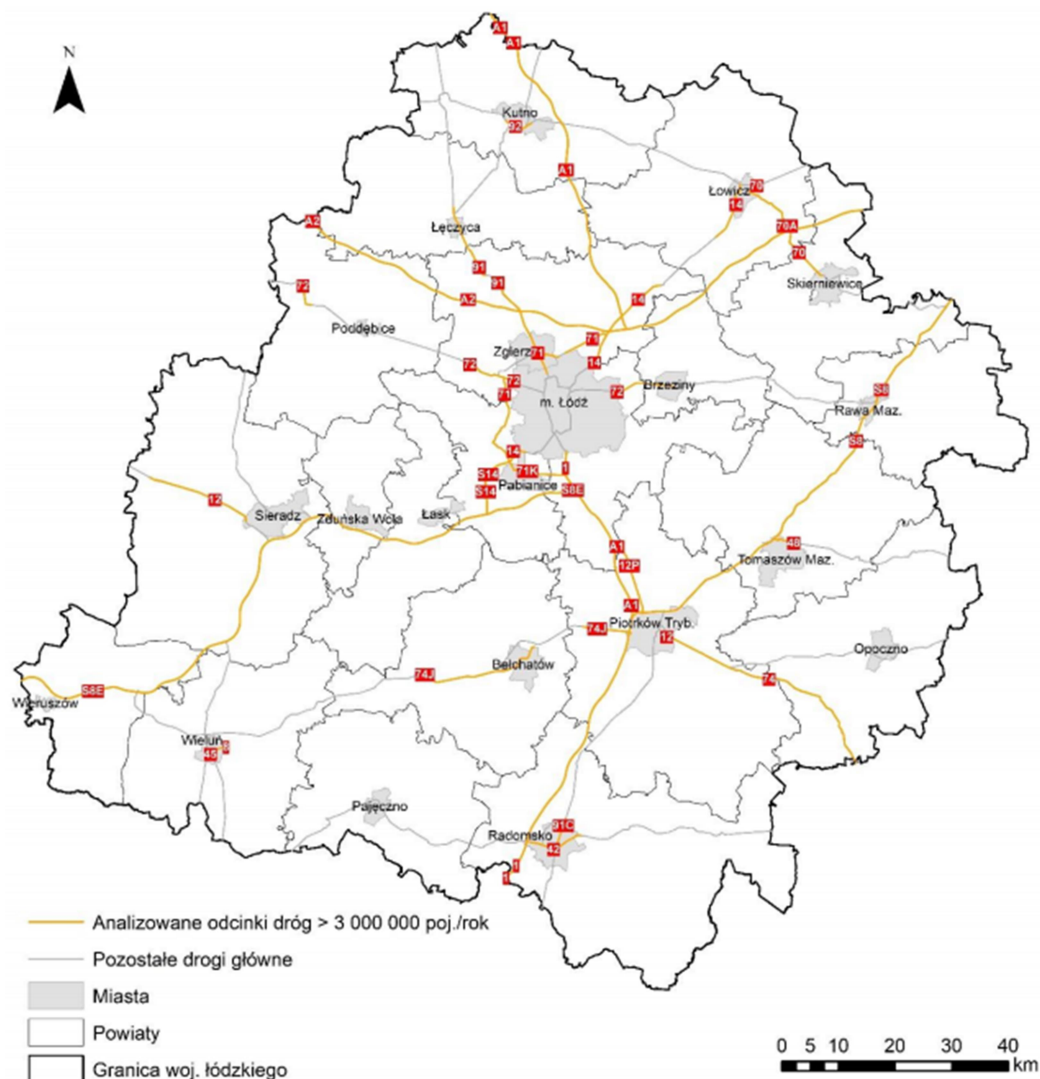 A1
A1
N
Kutno
92
A1
Łowicz
70
14
A2
Łęczyca
70A
70
91
Skierniewice
72
91
A2
14
Poddębice
71
Zgierz
71
14
72
72
71
72
Brzeziny
S8
m. Łódź
Rawa Maz.
S8
14
S14
71K
1
Pabianice
S14
S8E
12
Sieradz
Zduńska Wola
Łask
A1
48
12P
Tomaszów Maz.
A1
74J
Piotrków Tryb.
12
Opoczno
Bełchatów
74J
74
S8E
Wieruszów
Wieluń
45
Pajęczno
91C
Radomsko
42
1
1
Analizowane odcinki dróg > 3 000 000 poj./rok
Pozostałe drogi główne
Miasta
Powiaty
Granica woj. łódzkiego
0 5 10 20 30 40
km